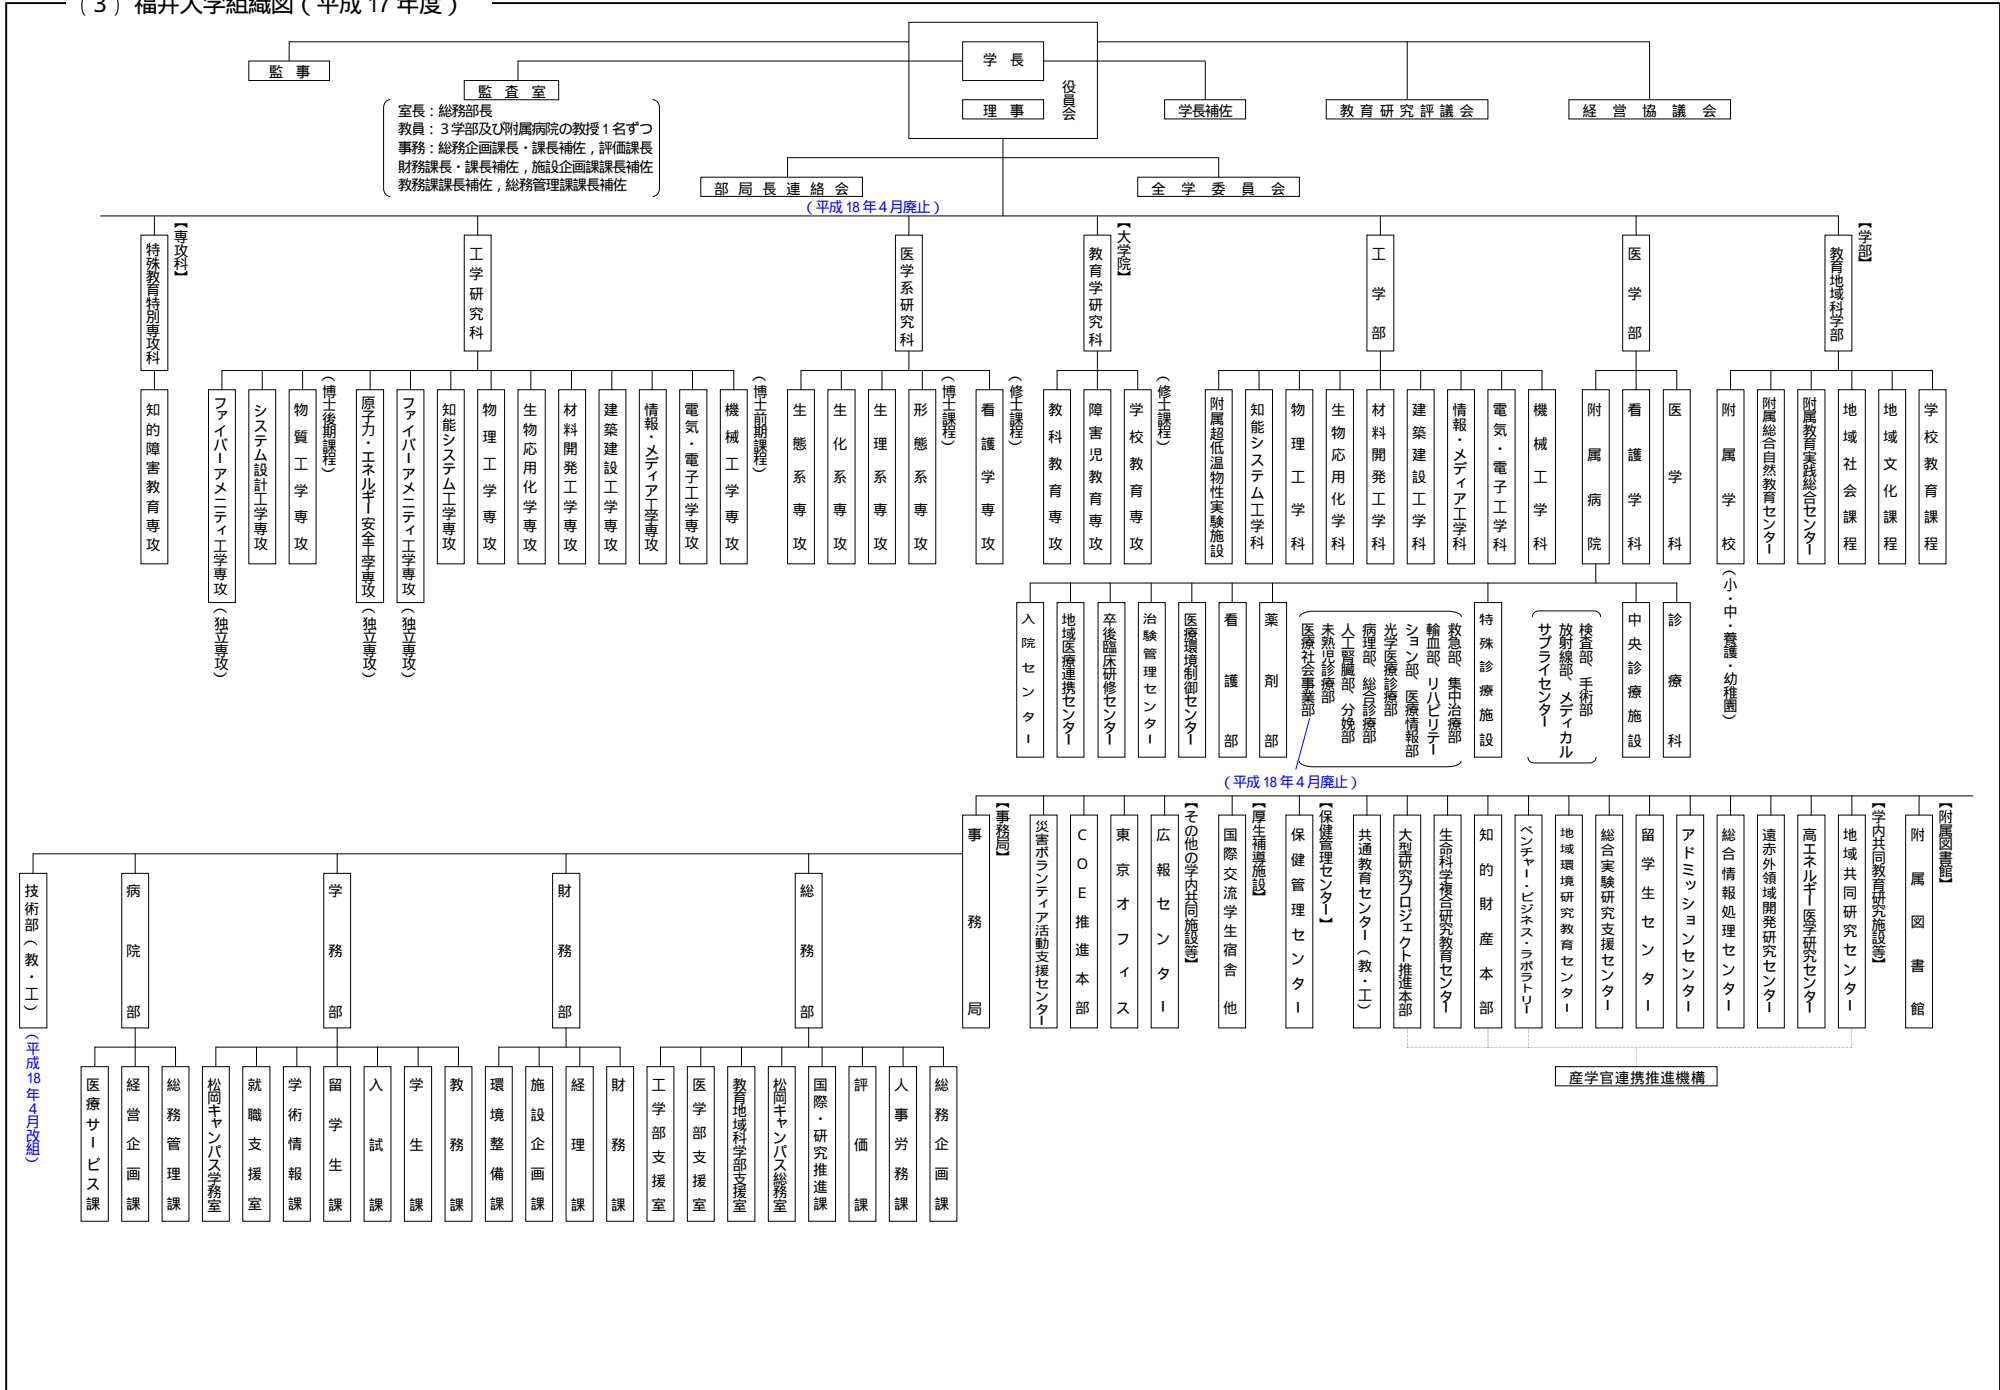 （３）福井大学組織図（平成 17 年度）
学長
理事
役員会
監事
監査室
室長：総務部長
教員：３学部及び附属病院の教授１名ずつ
事務：総務企画課長・課長補佐，評価課長
財務課長・課長補佐，施設企画課課長補佐
教務課課長補佐，総務管理課課長補佐
学長補佐
教育研究評議会
経営協議会
部局長連絡会
全学委員会
（平成 18 年４月廃止）
【学部】
教育地域科学部
学校教育課程
地域文化課程
地域社会課程
附属教育実践総合センター
附属総合自然教育センター
附属学校
（小・中・養護・幼稚園）
医学部
医学科
看護学科
附属病院
診療科
中央診療施設
検査部、手術部
放射線部、メディカル
サプライセンター
特殊診療施設
救急部、集中治療部
輸血部、リハビリテー
ション部、医療情報部
光学医療診療部
病理部、総合診療部
人工腎臓部、分娩部
未熟児診療部
医療社会事業部
（平成 18 年４月廃止）
薬剤部
看護部
医療環境制御センター
治験管理センター
卒後臨床研修センター
地域医療連携センター
入院センター
工学部
機械工学科
電気・電子工学科
情報・メディア工学科
建築建設工学科
材料開発工学科
生物応用化学科
物理工学科
知能システム工学科
附属超低温物性実験施設
【大学院】
教育学研究科
（修士課程）
学校教育専攻
障害児教育専攻
教科教育専攻
医学系研究科
（修士課程）
看護学専攻
（博士課程）
形態系専攻
生理系専攻
生化系専攻
生態系専攻
工学研究科
（博士前期課程）
機械工学専攻
電気・電子工学専攻
情報・メディア工学専攻
建築建設工学専攻
材料開発工学専攻
生物応用化学専攻
物理工学専攻
知能システム工学専攻
ファイバーアメニティ工学専攻
（独立専攻）
原子力・エネルギー安全工学専攻
（独立専攻）
（博士後期課程）
物質工学専攻
システム設計工学専攻
ファイバーアメニティ工学専攻
（独立専攻）
【専攻科】
特殊教育特別専攻科
知的障害教育専攻
【附属図書館】
附属図書館
【学内共同教育研究施設等】
地域共同研究センター
高エネルギー医学研究センター
遠赤外領域開発研究センター
総合情報処理センター
アドミッションセンター
留学生センター
総合実験研究支援センター
地域環境研究教育センター
ベンチャー・ビジネス・ラボラトリー
知的財産本部
生命科学複合研究教育センター
大型研究プロジェクト推進本部
共通教育センター（教・工）
産学官連携推進機構
【保健管理センター】
保健管理センター
【厚生補導施設】
国際交流学生宿舎他
【その他の学内共同施設等】
広報センター
東京オフィス
ＣＯＥ推進本部
災害ボランティア活動支援センター
【事務局】
事務局
総務部
総務企画課
人事労務課
評価課
国際・研究推進課
松岡キャンパス総務室
教育地域科学部支援室
医学部支援室
工学部支援室
財務部
財務課
経理課
施設企画課
環境整備課
学務部
教務課
学生課
入試課
留学生課
学術情報課
就職支援室
松岡キャンパス学務室
病院部
総務管理課
経営企画課
医療サービス課
技術部（教・工）
（平成18年４月改組）